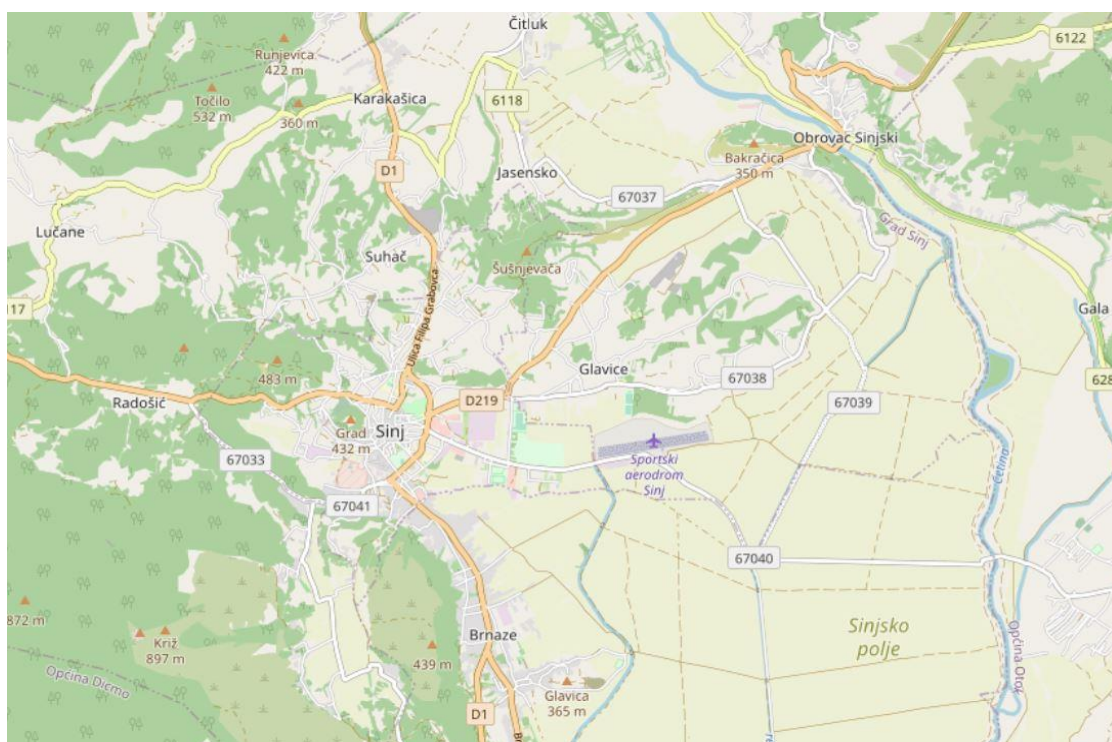 Čitluk
Runjevica
422 m
6122
Točilo
532 m
360 m
Karakašica
6118
Obrovac Sinjski
Bakračica
350 m
D1
Jasensko
67037
Lučane
Grad Sinj
Suhač
Šušnjevača
Ulica Filipa Grabovca
117
Gala
483 m
Glavice
67038
628
Radošić
D219
67039
Grad
432 m
Sinj
67033
Sportski
aerodrom
Sinj
Cetina
67041
67040
872 m
Križ
897 m
Brnaze
Sinjsko
polje
439 m
Općina Dicmo
Općina Otok
Glavica
365 m
D1